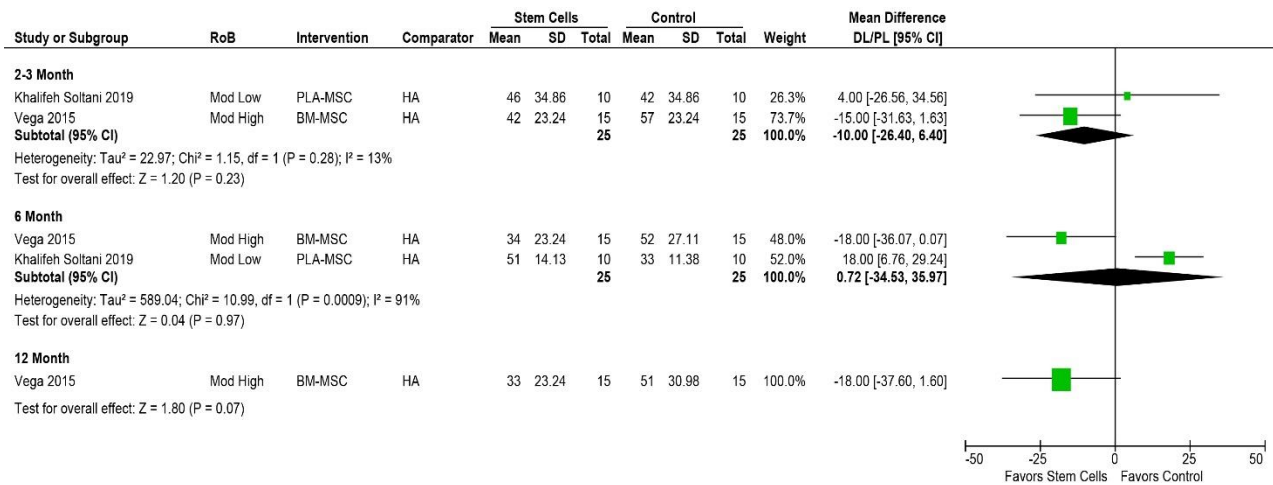 Stem Cells Control Mean Difference
Study or Subgroup RoB Intervention Comparator Mean SD Total Mean SD Total Weight DL/PL [95% CI]
2-3 Month
Khalifeh Soltani 2019 Mod Low PLA-MSC HA 46 34.86 10 42 34.86 10 26.3% 4.00 [-26.56, 34.56]
Vega 2015 Mod High BM-MSC HA 42 23.24 15 57 23.24 15 73.7% -15.00 [-31.63, 1.63]
Subtotal (95% CI) 25 25 100.0% -10.00 [-26.40, 6.40]
Heterogeneity: Tau² = 22.97; Chi² = 1.15, df = 1 (P = 0.28); I² = 13%
Test for overall effect: Z = 1.20 (P = 0.23)
6 Month
Vega 2015 Mod High BM-MSC HA 34 23.24 15 52 27.11 15 48.0% -18.00 [-36.07, 0.07]
Khalifeh Soltani 2019 Mod Low PLA-MSC HA 51 14.13 10 33 11.38 10 52.0% 18.00 [6.76, 29.24]
Subtotal (95% CI) 25 25 100.0% 0.72 [-34.53, 35.97]
Heterogeneity: Tau² = 589.04; Chi² = 10.99, df = 1 (P = 0.0009); I² = 91%
Test for overall effect: Z = 0.04 (P = 0.97)
12 Month
Vega 2015 Mod High BM-MSC HA 33 23.24 15 51 30.98 15 100.0% -18.00 [-37.60, 1.60]
Test for overall effect: Z = 1.80 (P = 0.07)
-50 -25 0 25 50
Favors Stem Cells Favors Control